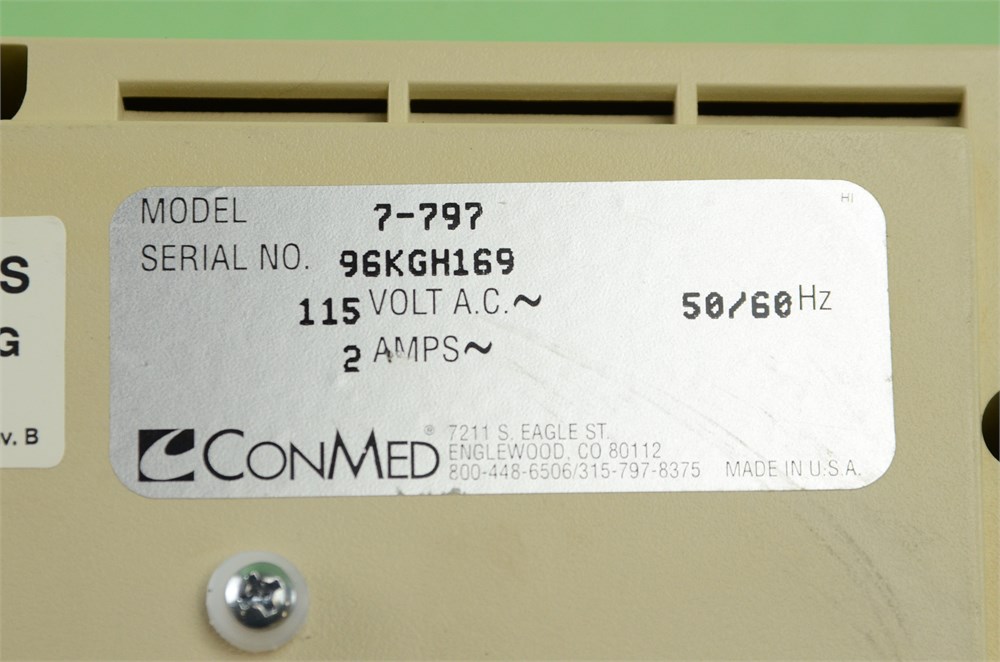 HI
MODEL 7-797
SERIAL NO. 96KGH169
115 VOLT A.C.~ 50/60 Hz
2 AMPS~
CONMED® 7211 S. EAGLE ST.
ENGLEWOOD, CO 80112
800-448-6506/315-797-8375 MADE IN U.S.A.
S
G
v. B